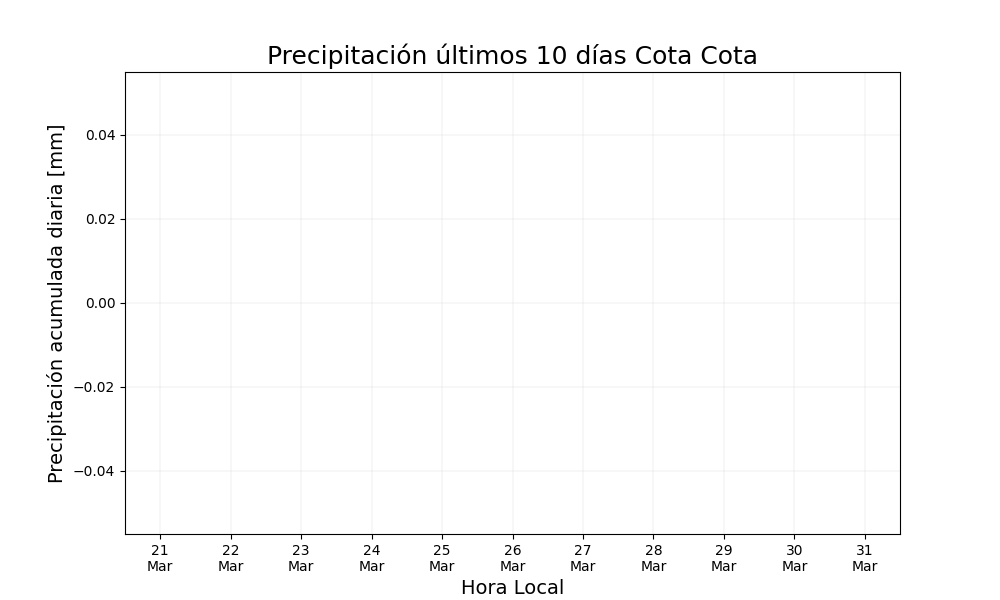 Precipitación últimos 10 días Cota Cota
Precipitación acumulada diaria [mm]
0.04
0.02
0.00
−0.02
−0.04
21 22 23 24 25 26 27 28 29 30 31
Mar Mar Mar Mar Mar Mar Mar Mar Mar Mar Mar
Hora Local